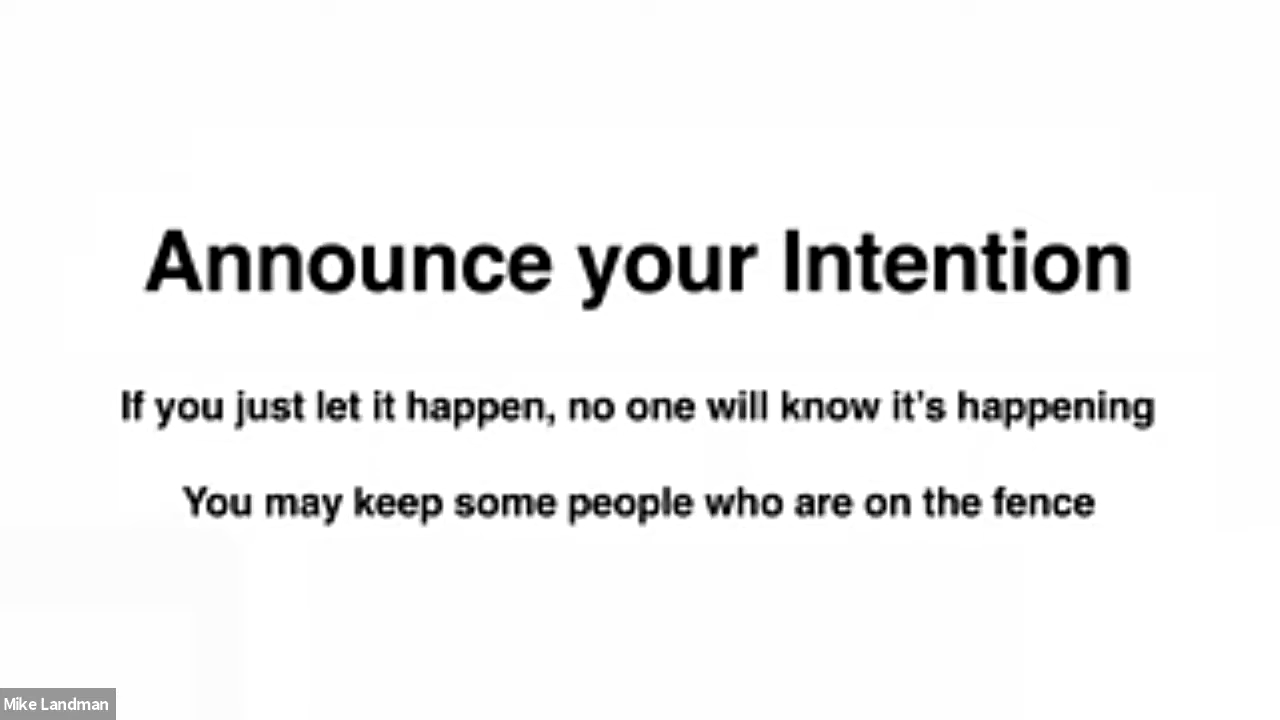 Announce your Intention
If you just let it happen, no one will know it's happening
You may keep some people who are on the fence
Mike Landman